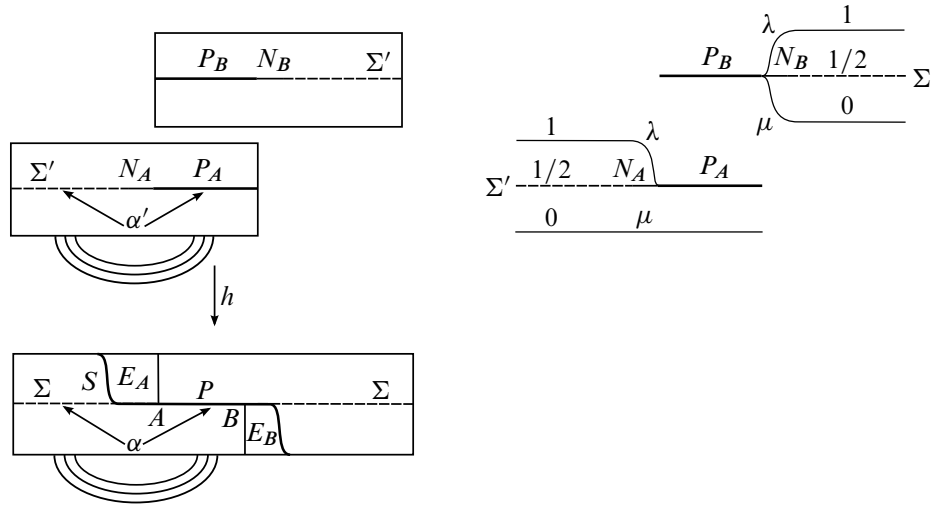 P_B N_B Σ′
Σ′ N_A P_A
α′
h
S E_A
Σ P Σ
A B
α E_B
λ 1
P_B N_B 1/2
Σ
μ 0
1 λ
1/2 N_A P_A
Σ′
0 μ